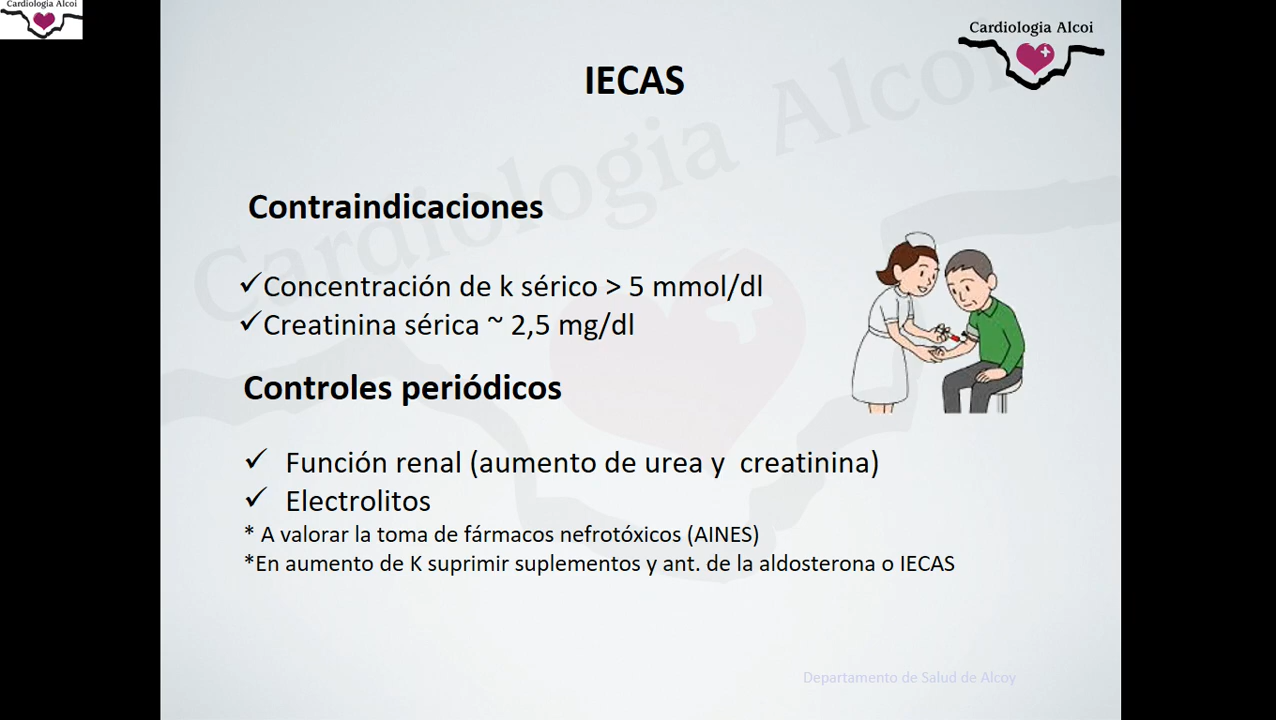 Cardiologia Alcoi
Cardiologia Alcoi
IECAS
Cardiologia Alcoi
Contraindicaciones
✓Concentración de k sérico > 5 mmol/dl
✓Creatinina sérica ~ 2,5 mg/dl
Controles periódicos
✓ Función renal (aumento de urea y creatinina)
✓ Electrolitos
* A valorar la toma de fármacos nefrotóxicos (AINES)
*En aumento de K suprimir suplementos y ant. de la aldosterona o IECAS
Departamento de Salud de Alcoy